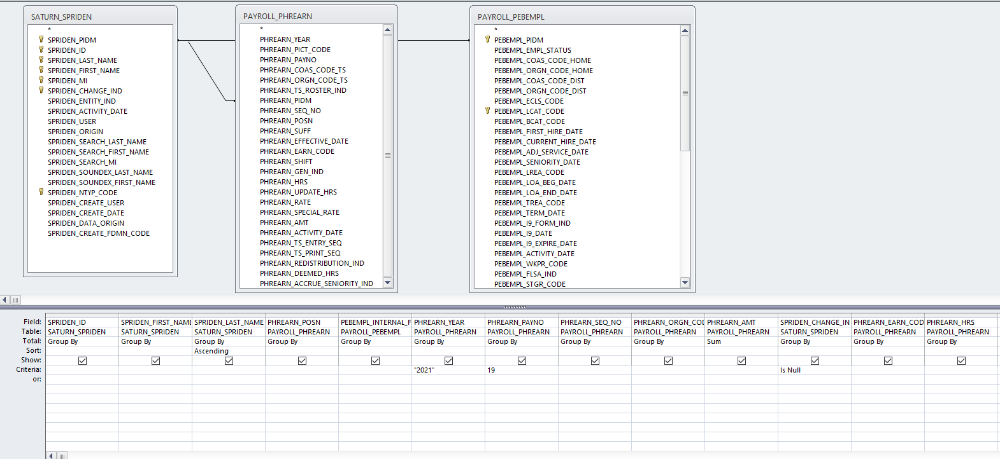 SATURN_SPRIDEN
*
SPRIDEN_PIDM
SPRIDEN_ID
SPRIDEN_LAST_NAME
SPRIDEN_FIRST_NAME
SPRIDEN_MI
SPRIDEN_CHANGE_IND
SPRIDEN_ENTITY_IND
SPRIDEN_ACTIVITY_DATE
SPRIDEN_USER
SPRIDEN_ORIGIN
SPRIDEN_SEARCH_LAST_NAME
SPRIDEN_SEARCH_FIRST_NAME
SPRIDEN_SEARCH_MI
SPRIDEN_SOUNDEX_LAST_NAME
SPRIDEN_SOUNDEX_FIRST_NAME
SPRIDEN_NTYP_CODE
SPRIDEN_CREATE_USER
SPRIDEN_CREATE_DATE
SPRIDEN_DATA_ORIGIN
SPRIDEN_CREATE_FDMN_CODE
PAYROLL_PHREARN
*
PHREARN_YEAR
PHREARN_PICT_CODE
PHREARN_PAYNO
PHREARN_COAS_CODE_TS
PHREARN_ORGN_CODE_TS
PHREARN_TS_ROSTER_IND
PHREARN_PIDM
PHREARN_SEQ_NO
PHREARN_POSN
PHREARN_SUFF
PHREARN_EFFECTIVE_DATE
PHREARN_EARN_CODE
PHREARN_SHIFT
PHREARN_GEN_IND
PHREARN_HRS
PHREARN_UPDATE_HRS
PHREARN_RATE
PHREARN_SPECIAL_RATE
PHREARN_AMT
PHREARN_ACTIVITY_DATE
PHREARN_TS_ENTRY_SEQ
PHREARN_TS_PRINT_SEQ
PHREARN_REDISTRIBUTION_IND
PHREARN_DEEMED_HRS
PHREARN_ACCRUE_SENIORITY_IND
PAYROLL_PEBEMPL
*
PEBEMPL_PIDM
PEBEMPL_EMPL_STATUS
PEBEMPL_COAS_CODE_HOME
PEBEMPL_ORGN_CODE_HOME
PEBEMPL_COAS_CODE_DIST
PEBEMPL_ORGN_CODE_DIST
PEBEMPL_ECLS_CODE
PEBEMPL_LCAT_CODE
PEBEMPL_BCAT_CODE
PEBEMPL_FIRST_HIRE_DATE
PEBEMPL_CURRENT_HIRE_DATE
PEBEMPL_ADJ_SERVICE_DATE
PEBEMPL_SENIORITY_DATE
PEBEMPL_LREA_CODE
PEBEMPL_LOA_BEG_DATE
PEBEMPL_LOA_END_DATE
PEBEMPL_TREA_CODE
PEBEMPL_TERM_DATE
PEBEMPL_I9_FORM_IND
PEBEMPL_I9_DATE
PEBEMPL_I9_EXPIRE_DATE
PEBEMPL_ACTIVITY_DATE
PEBEMPL_WKPR_CODE
PEBEMPL_FLSA_IND
PEBEMPL_STGR_CODE
Field: SPRIDEN_ID SPRIDEN_FIRST_NAME SPRIDEN_LAST_NAME PHREARN_POSN PEBEMPL_INTERNAL_F PHREARN_YEAR PHREARN_PAYNO PHREARN_SEQ_NO PHREARN_ORGN_COD PHREARN_AMT SPRIDEN_CHANGE_IN PHREARN_EARN_COD PHREARN_HRS
Table: SATURN_SPRIDEN SATURN_SPRIDEN SATURN_SPRIDEN PAYROLL_PHREARN PAYROLL_PEBEMPL PAYROLL_PHREARN PAYROLL_PHREARN PAYROLL_PHREARN PAYROLL_PHREARN PAYROLL_PHREARN SATURN_SPRIDEN PAYROLL_PHREARN PAYROLL_PHREARN
Total: Group By Group By Group By Group By Group By Group By Group By Group By Group By Sum Group By Group By Group By
Sort: Ascending
Show:
Criteria: "2021" 19 Is Null
or: